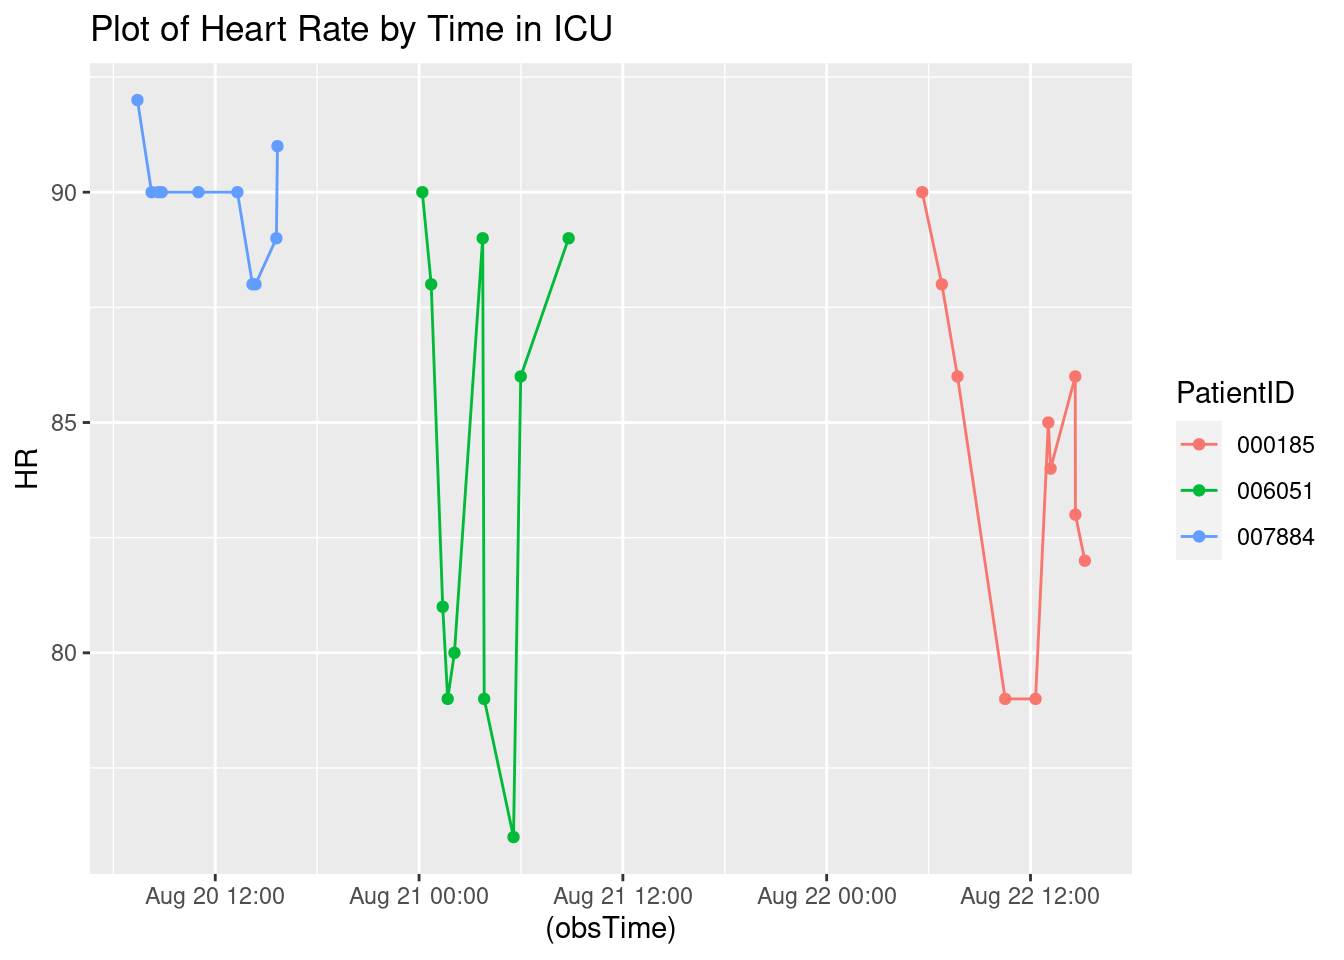 Plot of Heart Rate by Time in ICU
HR
90
85
80
Aug 20 12:00 Aug 21 00:00 Aug 21 12:00 Aug 22 00:00 Aug 22 12:00
(obsTime)
PatientID
000185
006051
007884